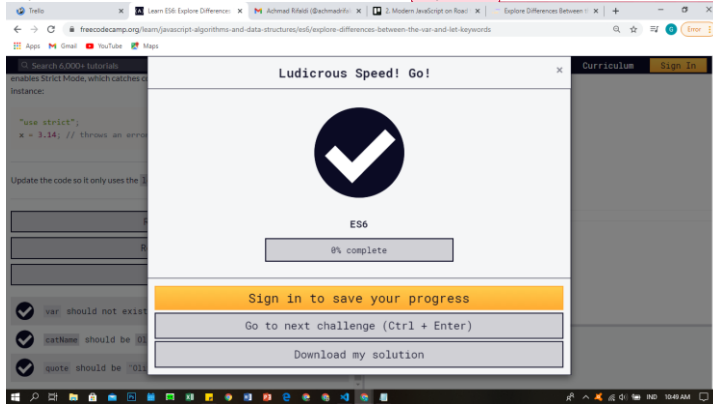 Trello
Learn ES6: Explore Differences
Achmad Rifaldi (@achmadrifal
2. Modern JavaScript on Road
Explore Differences Between t
freecodecamp.org/learn/javascript-algorithms-and-data-structures/es6/explore-differences-between-the-var-and-let-keywords
G
Error
Apps
Gmail
YouTube
Maps
Search 6,000+ tutorials
Curriculum
Sign In
enables Strict Mode, which catches c
instance:
"use strict";
x = 3.14; // throws an erro
Update the code so it only uses the
R
R
var should not exist
catName should be Ol
quote should be "Oli
Ludicrous Speed! Go!
×
ES6
0% complete
Sign in to save your progress
Go to next challenge (Ctrl + Enter)
Download my solution
IND
10:49 AM